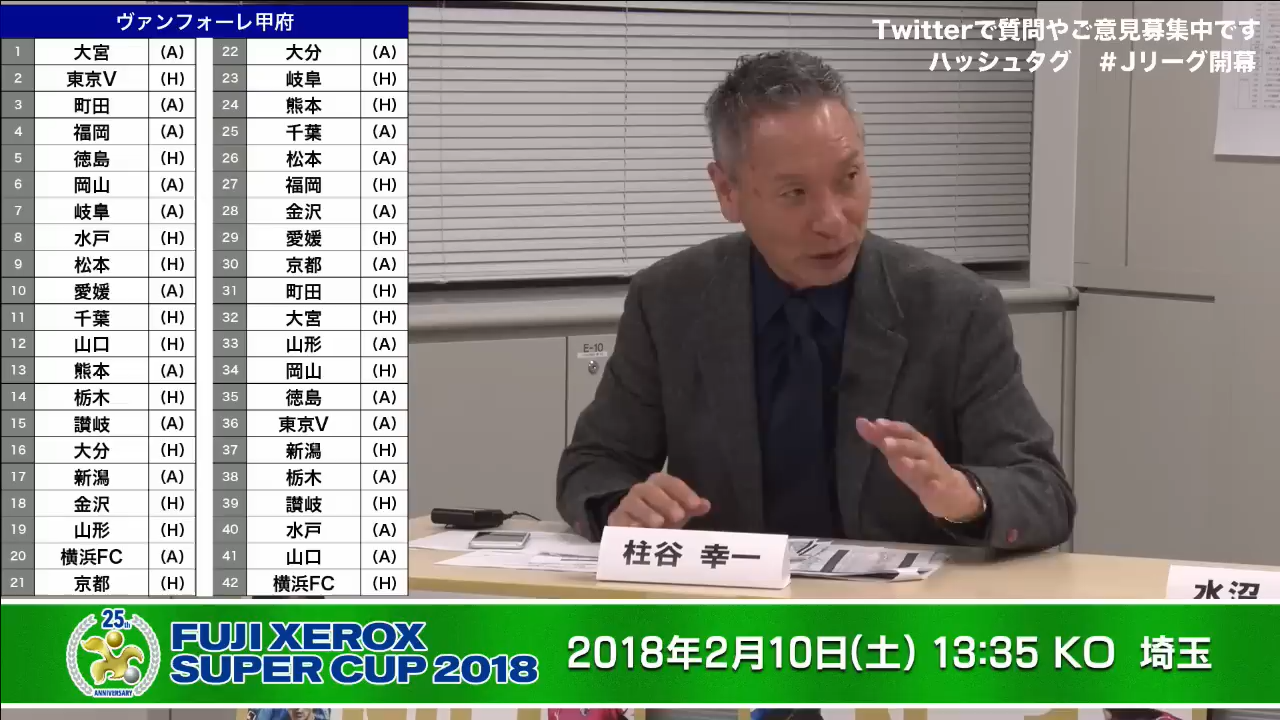 ヴァンフォーレ甲府
1 大宮 (A) 22 大分 (A)
2 東京V (H) 23 岐阜 (H)
3 町田 (A) 24 熊本 (H)
4 福岡 (A) 25 千葉 (A)
5 徳島 (H) 26 松本 (A)
6 岡山 (A) 27 福岡 (H)
7 岐阜 (A) 28 金沢 (A)
8 水戸 (H) 29 愛媛 (H)
9 松本 (H) 30 京都 (A)
10 愛媛 (A) 31 町田 (H)
11 千葉 (H) 32 大宮 (H)
12 山口 (H) 33 山形 (A)
13 熊本 (A) 34 岡山 (H)
14 栃木 (H) 35 徳島 (A)
15 讃岐 (A) 36 東京V (A)
16 大分 (H) 37 新潟 (H)
17 新潟 (A) 38 栃木 (A)
18 金沢 (H) 39 讃岐 (H)
19 山形 (H) 40 水戸 (A)
20 横浜FC (A) 41 山口 (A)
21 京都 (H) 42 横浜FC (H)
Twitterで質問やご意見募集中です
ハッシュタグ #Jリーグ開幕
E-10
柱谷 幸一
水沼
25th
ANNIVERSARY
FUJI XEROX
SUPER CUP 2018
2018年2月10日(土) 13:35 KO 埼玉